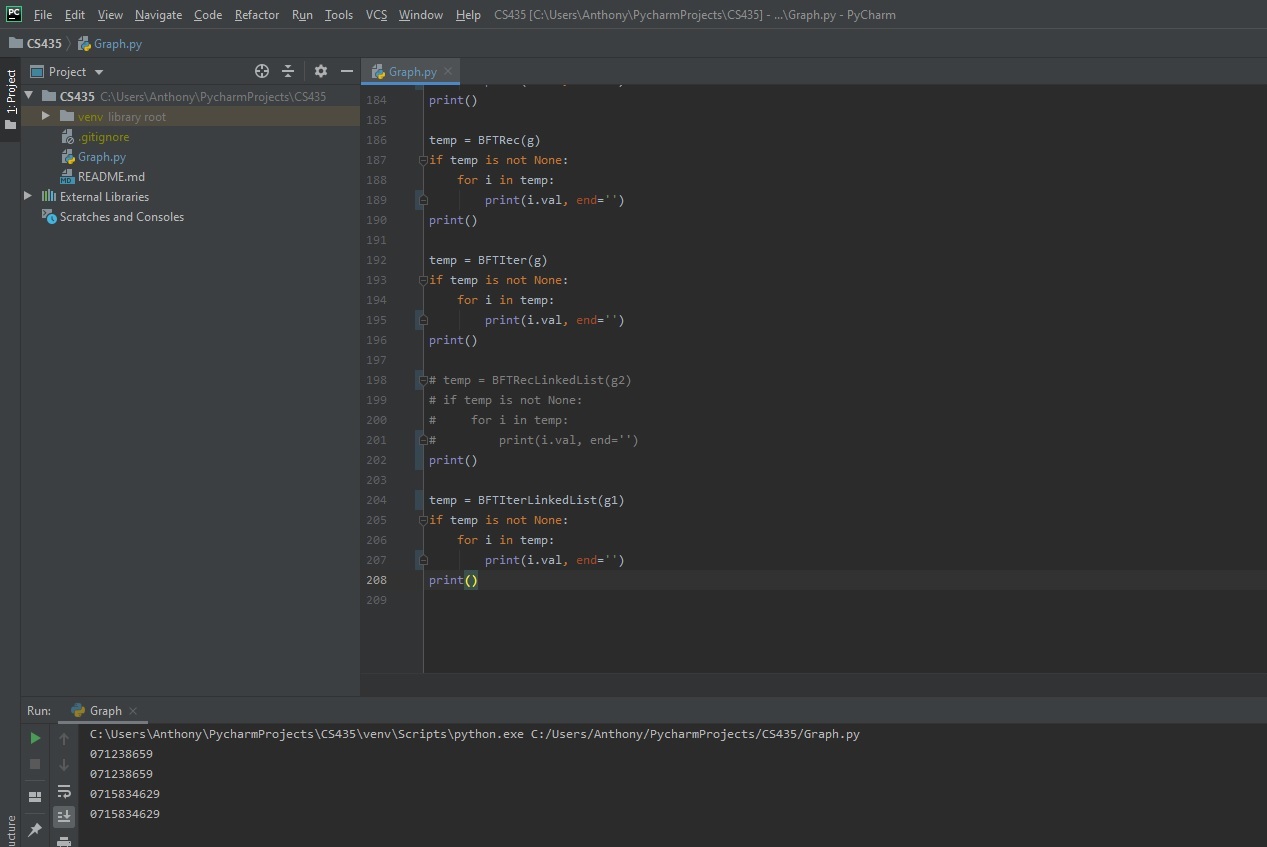 PC File Edit View Navigate Code Refactor Run Tools VCS Window Help CS435 [C:\Users\Anthony\PycharmProjects\CS435] - ...\Graph.py - PyCharm
CS435 Graph.py
1: Project
Project
Graph.py
CS435 C:\Users\Anthony\PycharmProjects\CS435
venv library root
.gitignore
Graph.py
README.md
External Libraries
Scratches and Consoles
184 print()
185
186 temp = BFTRec(g)
187 if temp is not None:
188     for i in temp:
189         print(i.val, end='')
190 print()
191
192 temp = BFTIter(g)
193 if temp is not None:
194     for i in temp:
195         print(i.val, end='')
196 print()
197
198 # temp = BFTRecLinkedList(g2)
199 # if temp is not None:
200 #     for i in temp:
201 #         print(i.val, end='')
202 print()
203
204 temp = BFTIterLinkedList(g1)
205 if temp is not None:
206     for i in temp:
207         print(i.val, end='')
208 print()
209
Run: Graph
C:\Users\Anthony\PycharmProjects\CS435\venv\Scripts\python.exe C:/Users/Anthony/PycharmProjects/CS435/Graph.py
071238659
071238659
0715834629
0715834629